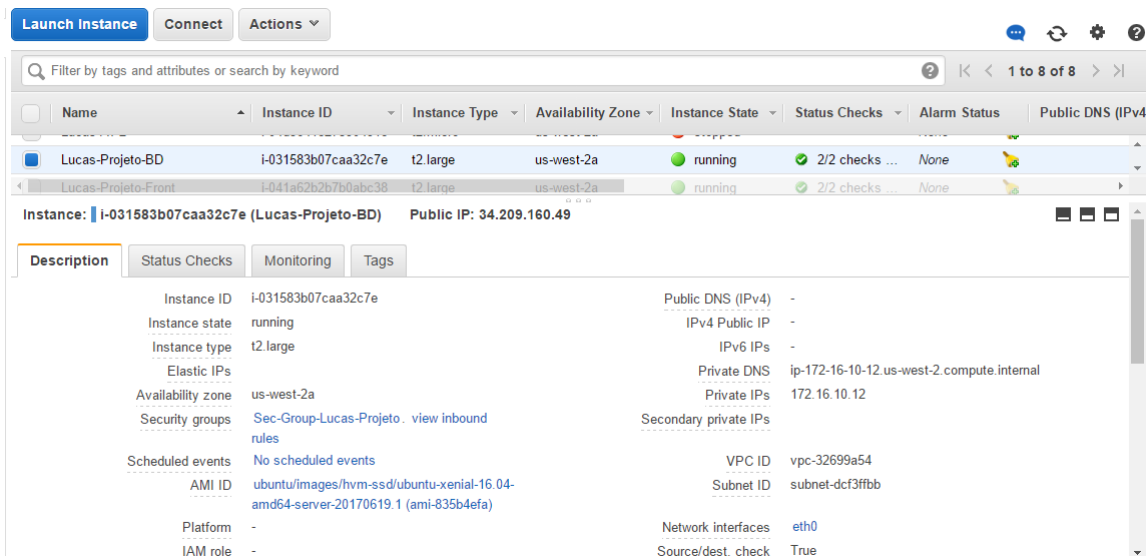 Launch Instance Connect Actions
Filter by tags and attributes or search by keyword 1 to 8 of 8
Name Instance ID Instance Type Availability Zone Instance State Status Checks Alarm Status Public DNS (IPv4
Lucas-Projeto-BD i-031583b07caa32c7e t2.large us-west-2a running 2/2 checks ... None
Lucas-Projeto-Front i-041a62b2b7b0abc38 t2.large us-west-2a running 2/2 checks ... None
Instance: i-031583b07caa32c7e (Lucas-Projeto-BD) Public IP: 34.209.160.49
Description Status Checks Monitoring Tags
Instance ID i-031583b07caa32c7e Public DNS (IPv4) -
Instance state running IPv4 Public IP -
Instance type t2.large IPv6 IPs -
Elastic IPs Private DNS ip-172-16-10-12.us-west-2.compute.internal
Availability zone us-west-2a Private IPs 172.16.10.12
Security groups Sec-Group-Lucas-Projeto. view inbound Secondary private IPs
rules
Scheduled events No scheduled events VPC ID vpc-32699a54
AMI ID ubuntu/images/hvm-ssd/ubuntu-xenial-16.04- Subnet ID subnet-dcf3ffbb
amd64-server-20170619.1 (ami-835b4efa)
Platform - Network interfaces eth0
IAM role - Source/dest. check True